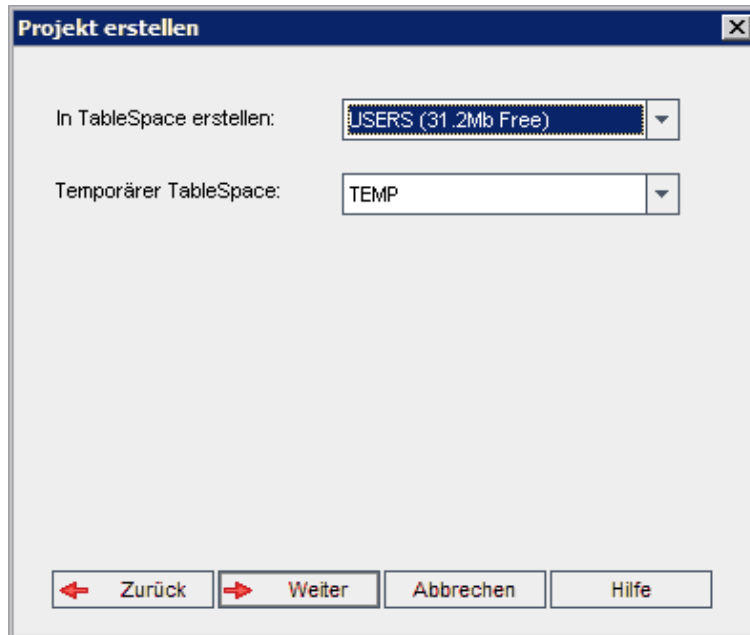 Projekt erstellen
In TableSpace erstellen: USERS (31.2Mb Free)
Temporärer TableSpace: TEMP
Zurück Weiter Abbrechen Hilfe